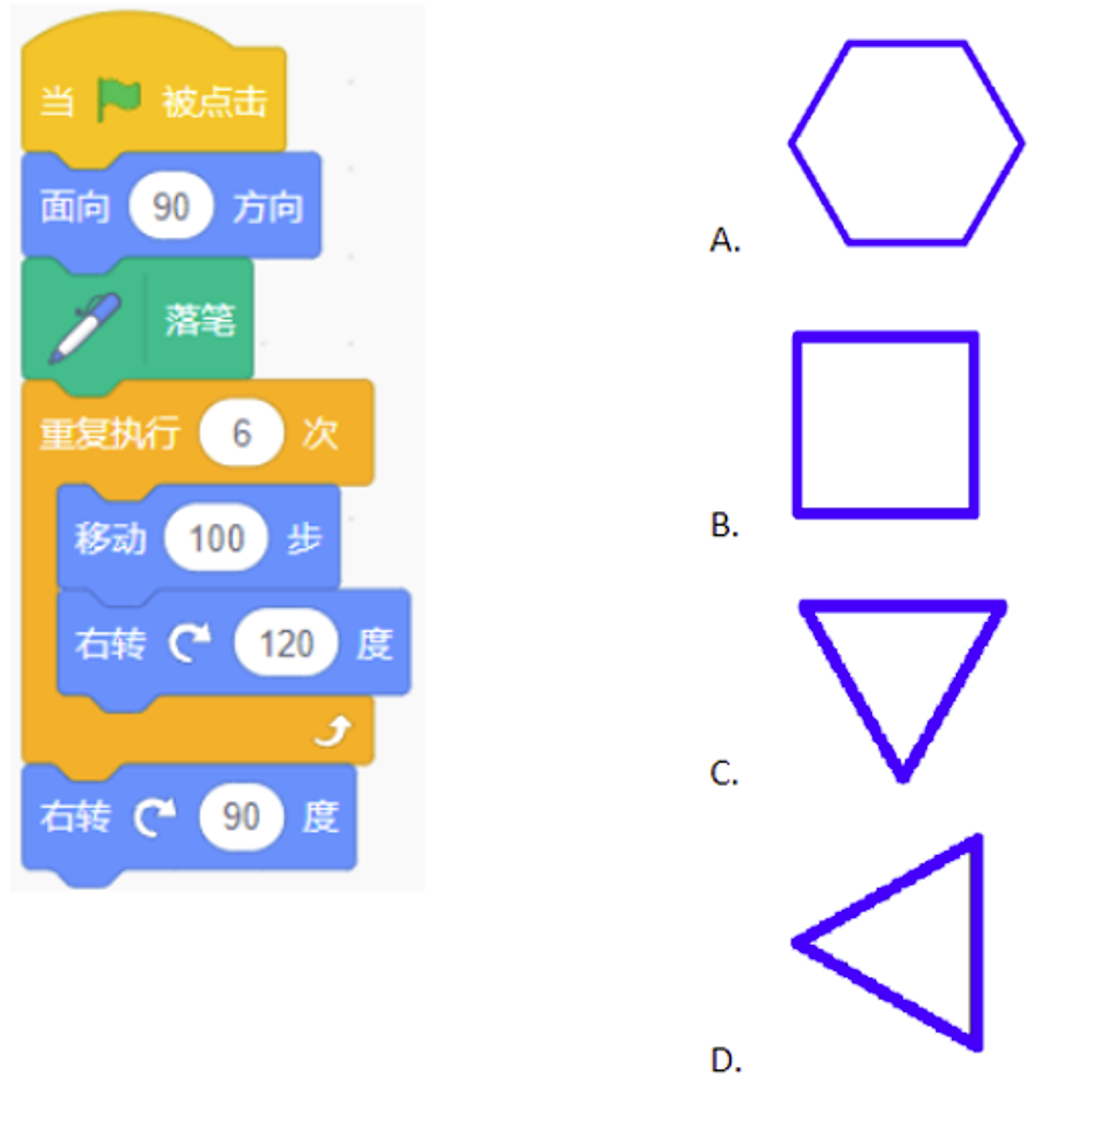 当 被点击
面向 90 方向
落笔
重复执行 6 次
移动 100 步
右转 120 度
右转 90 度
A.
B.
C.
D.